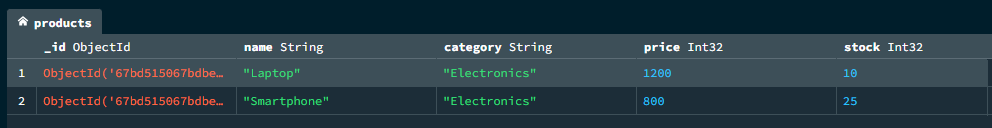 products
_id ObjectId name String category String price Int32 stock Int32
1 ObjectId('67bd515067bdbe… "Laptop" "Electronics" 1200 10
2 ObjectId('67bd515067bdbe… "Smartphone" "Electronics" 800 25